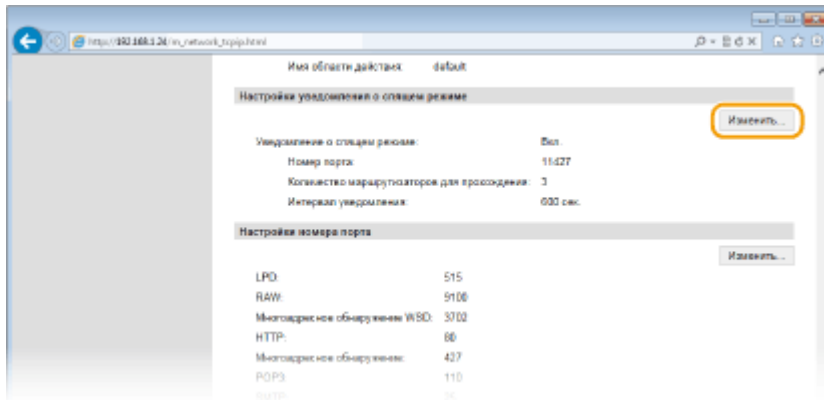 http://192.168.1.24/m_network_tcpip.html
Имя области действия: default
Настройки уведомления о спящем режиме
Изменить...
Уведомление о спящем режиме: Вкл.
Номер порта: 11427
Количество маршрутизаторов для прохождения: 3
Интервал уведомления: 600 сек.
Настройки номера порта
Изменить...
LPD: 515
RAW: 9100
Многоадресное обнаружение WSD: 3702
HTTP: 80
Многоадресное обнаружение: 427
POP3: 110